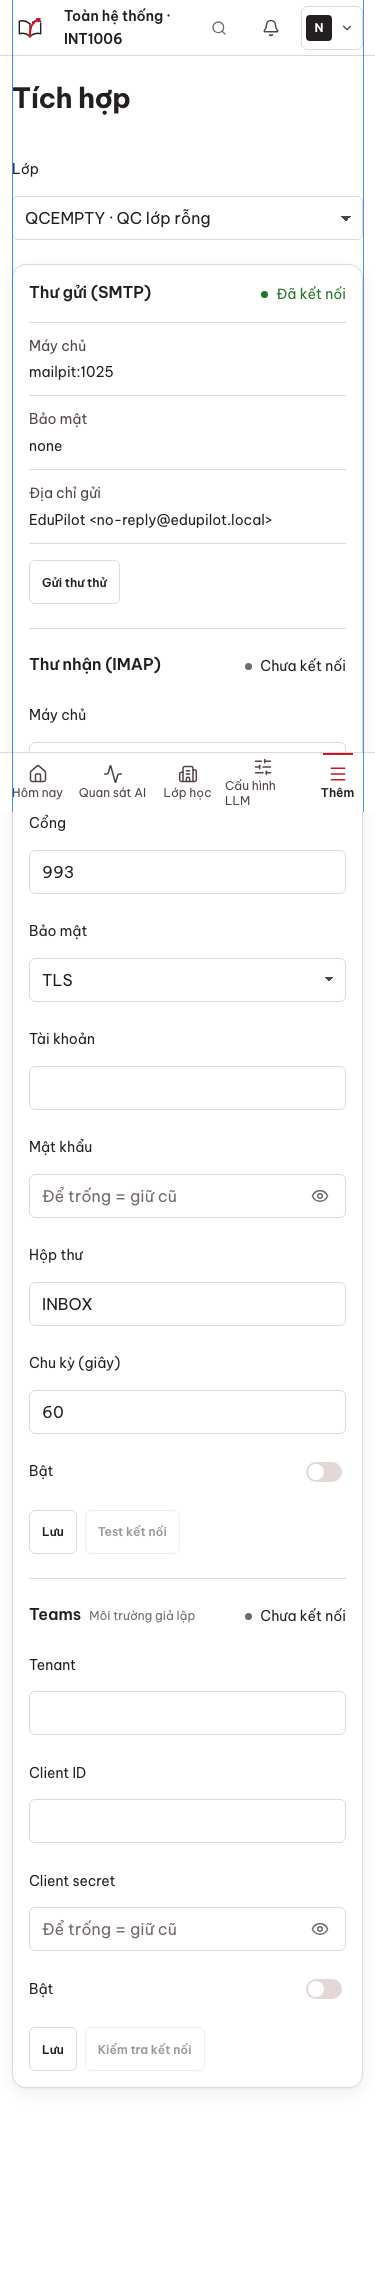 Toàn hệ thống ·
INT1006
N
Tích hợp
Lớp
QCEMPTY · QC lớp rỗng
Thư gửi (SMTP)
Đã kết nối
Máy chủ
mailpit:1025
Bảo mật
none
Địa chỉ gửi
EduPilot <no-reply@edupilot.local>
Gửi thư thử
Thư nhận (IMAP)
Chưa kết nối
Máy chủ
Hôm nay
Quan sát AI
Lớp học
Cấu hình
LLM
Thêm
Cổng
993
Bảo mật
TLS
Tài khoản
Mật khẩu
Để trống = giữ cũ
Hộp thư
INBOX
Chu kỳ (giây)
60
Bật
Lưu
Test kết nối
Teams
Môi trường giả lập
Chưa kết nối
Tenant
Client ID
Client secret
Để trống = giữ cũ
Bật
Lưu
Kiểm tra kết nối